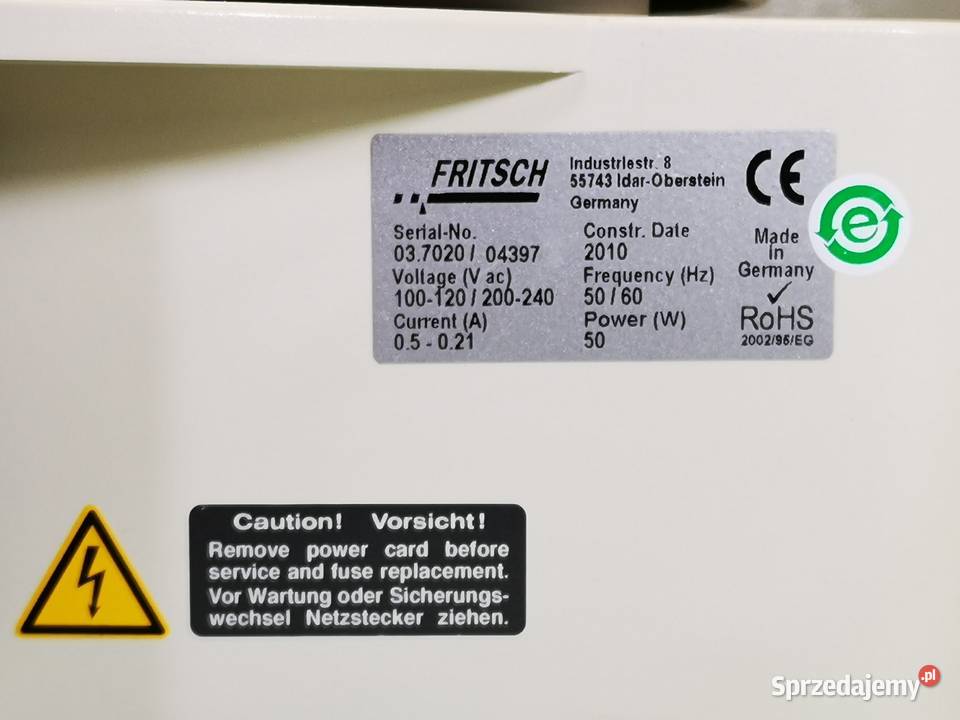 FRITSCH
Industriestr. 8
55743 Idar-Oberstein
Germany
CE
Serial-No.
03.7020 / 04397
Voltage (V ac)
100-120 / 200-240
Current (A)
0.5 - 0.21
Constr. Date
2010
Frequency (Hz)
50 / 60
Power (W)
50
Made
in
Germany
RoHS
2002/95/EG
e
Caution! Vorsicht!
Remove power card before
service and fuse replacement.
Vor Wartung oder Sicherungs-
wechsel Netzstecker ziehen.
Sprzedajemy.pl